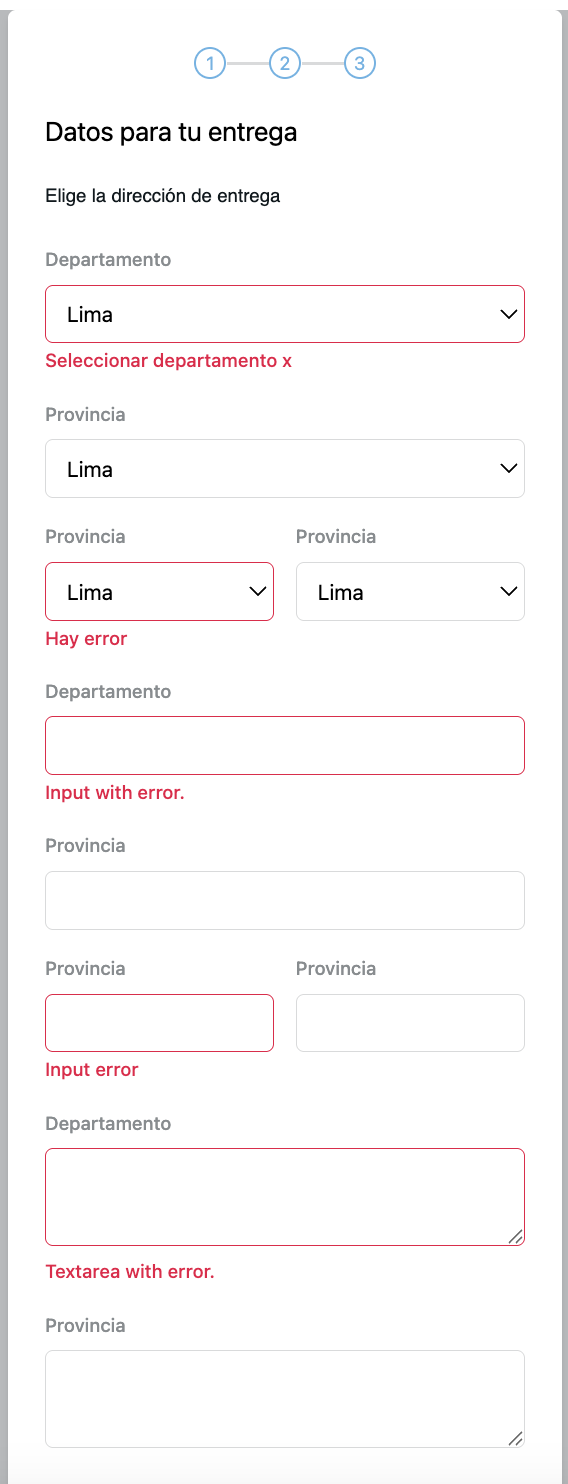 1 2 3
Datos para tu entrega
Elige la dirección de entrega
Departamento
Lima
Seleccionar departamento x
Provincia
Lima
Provincia Provincia
Lima Lima
Hay error
Departamento
Input with error.
Provincia
Provincia Provincia
Input error
Departamento
Textarea with error.
Provincia